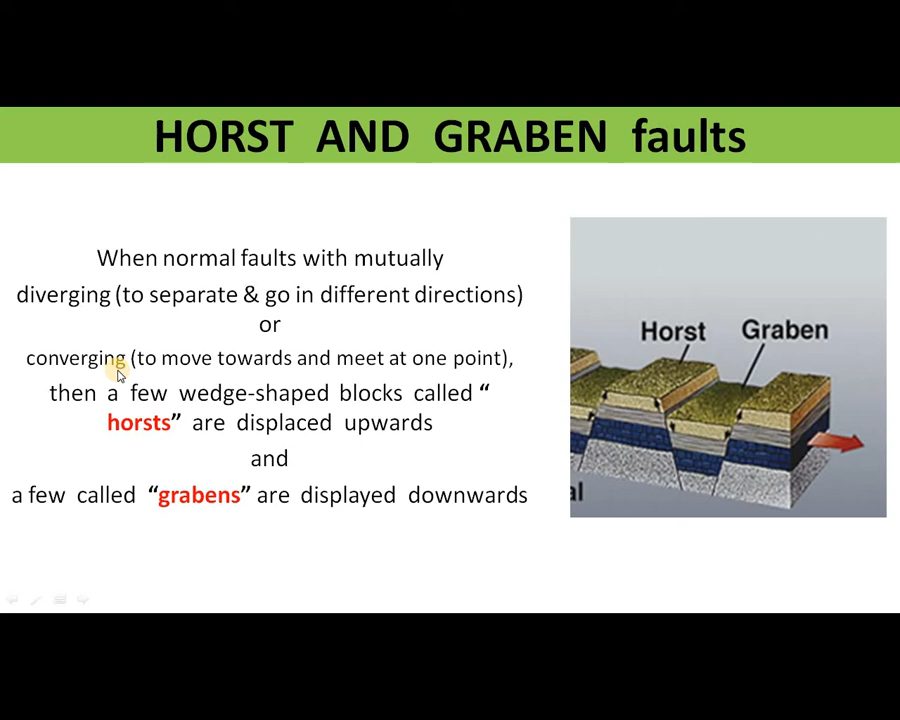 HORST AND GRABEN faults
When normal faults with mutually
diverging (to separate & go in different directions)
or
converging (to move towards and meet at one point),
then a few wedge-shaped blocks called “
horsts” are displaced upwards
and
a few called “grabens” are displayed downwards
Horst Graben
al